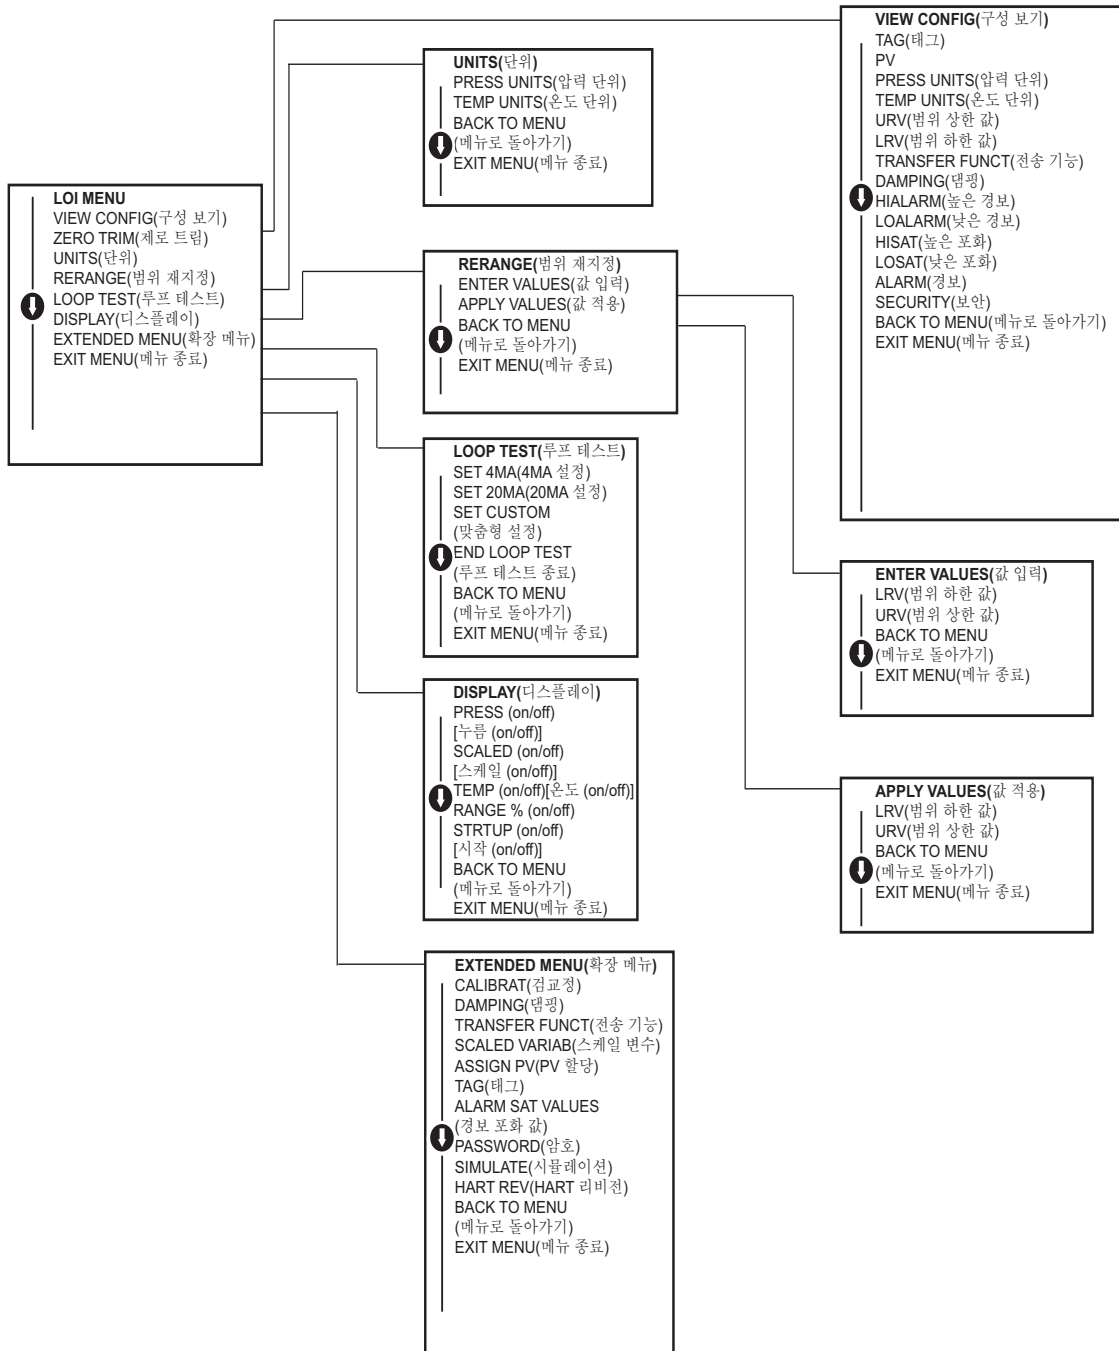 LOI MENU
VIEW CONFIG(구성 보기)
ZERO TRIM(제로 트림)
UNITS(단위)
RERANGE(범위 재지정)
LOOP TEST(루프 테스트)
DISPLAY(디스플레이)
EXTENDED MENU(확장 메뉴)
EXIT MENU(메뉴 종료)
UNITS(단위)
PRESS UNITS(압력 단위)
TEMP UNITS(온도 단위)
BACK TO MENU
(메뉴로 돌아가기)
EXIT MENU(메뉴 종료)
RERANGE(범위 재지정)
ENTER VALUES(값 입력)
APPLY VALUES(값 적용)
BACK TO MENU
(메뉴로 돌아가기)
EXIT MENU(메뉴 종료)
LOOP TEST(루프 테스트)
SET 4MA(4MA 설정)
SET 20MA(20MA 설정)
SET CUSTOM
(맞춤형 설정)
END LOOP TEST
(루프 테스트 종료)
BACK TO MENU
(메뉴로 돌아가기)
EXIT MENU(메뉴 종료)
DISPLAY(디스플레이)
PRESS (on/off)
[누름 (on/off)]
SCALED (on/off)
[스케일 (on/off)]
TEMP (on/off)[온도 (on/off)]
RANGE % (on/off)
STRTUP (on/off)
[시작 (on/off)]
BACK TO MENU
(메뉴로 돌아가기)
EXIT MENU(메뉴 종료)
EXTENDED MENU(확장 메뉴)
CALIBRAT(검교정)
DAMPING(댐핑)
TRANSFER FUNCT(전송 기능)
SCALED VARIAB(스케일 변수)
ASSIGN PV(PV 할당)
TAG(태그)
ALARM SAT VALUES
(경보 포화 값)
PASSWORD(암호)
SIMULATE(시뮬레이션)
HART REV(HART 리비전)
BACK TO MENU
(메뉴로 돌아가기)
EXIT MENU(메뉴 종료)
VIEW CONFIG(구성 보기)
TAG(태그)
PV
PRESS UNITS(압력 단위)
TEMP UNITS(온도 단위)
URV(범위 상한 값)
LRV(범위 하한 값)
TRANSFER FUNCT(전송 기능)
DAMPING(댐핑)
HIALARM(높은 경보)
LOALARM(낮은 경보)
HISAT(높은 포화)
LOSAT(낮은 포화)
ALARM(경보)
SECURITY(보안)
BACK TO MENU(메뉴로 돌아가기)
EXIT MENU(메뉴 종료)
ENTER VALUES(값 입력)
LRV(범위 하한 값)
URV(범위 상한 값)
BACK TO MENU
(메뉴로 돌아가기)
EXIT MENU(메뉴 종료)
APPLY VALUES(값 적용)
LRV(범위 하한 값)
URV(범위 상한 값)
BACK TO MENU
(메뉴로 돌아가기)
EXIT MENU(메뉴 종료)